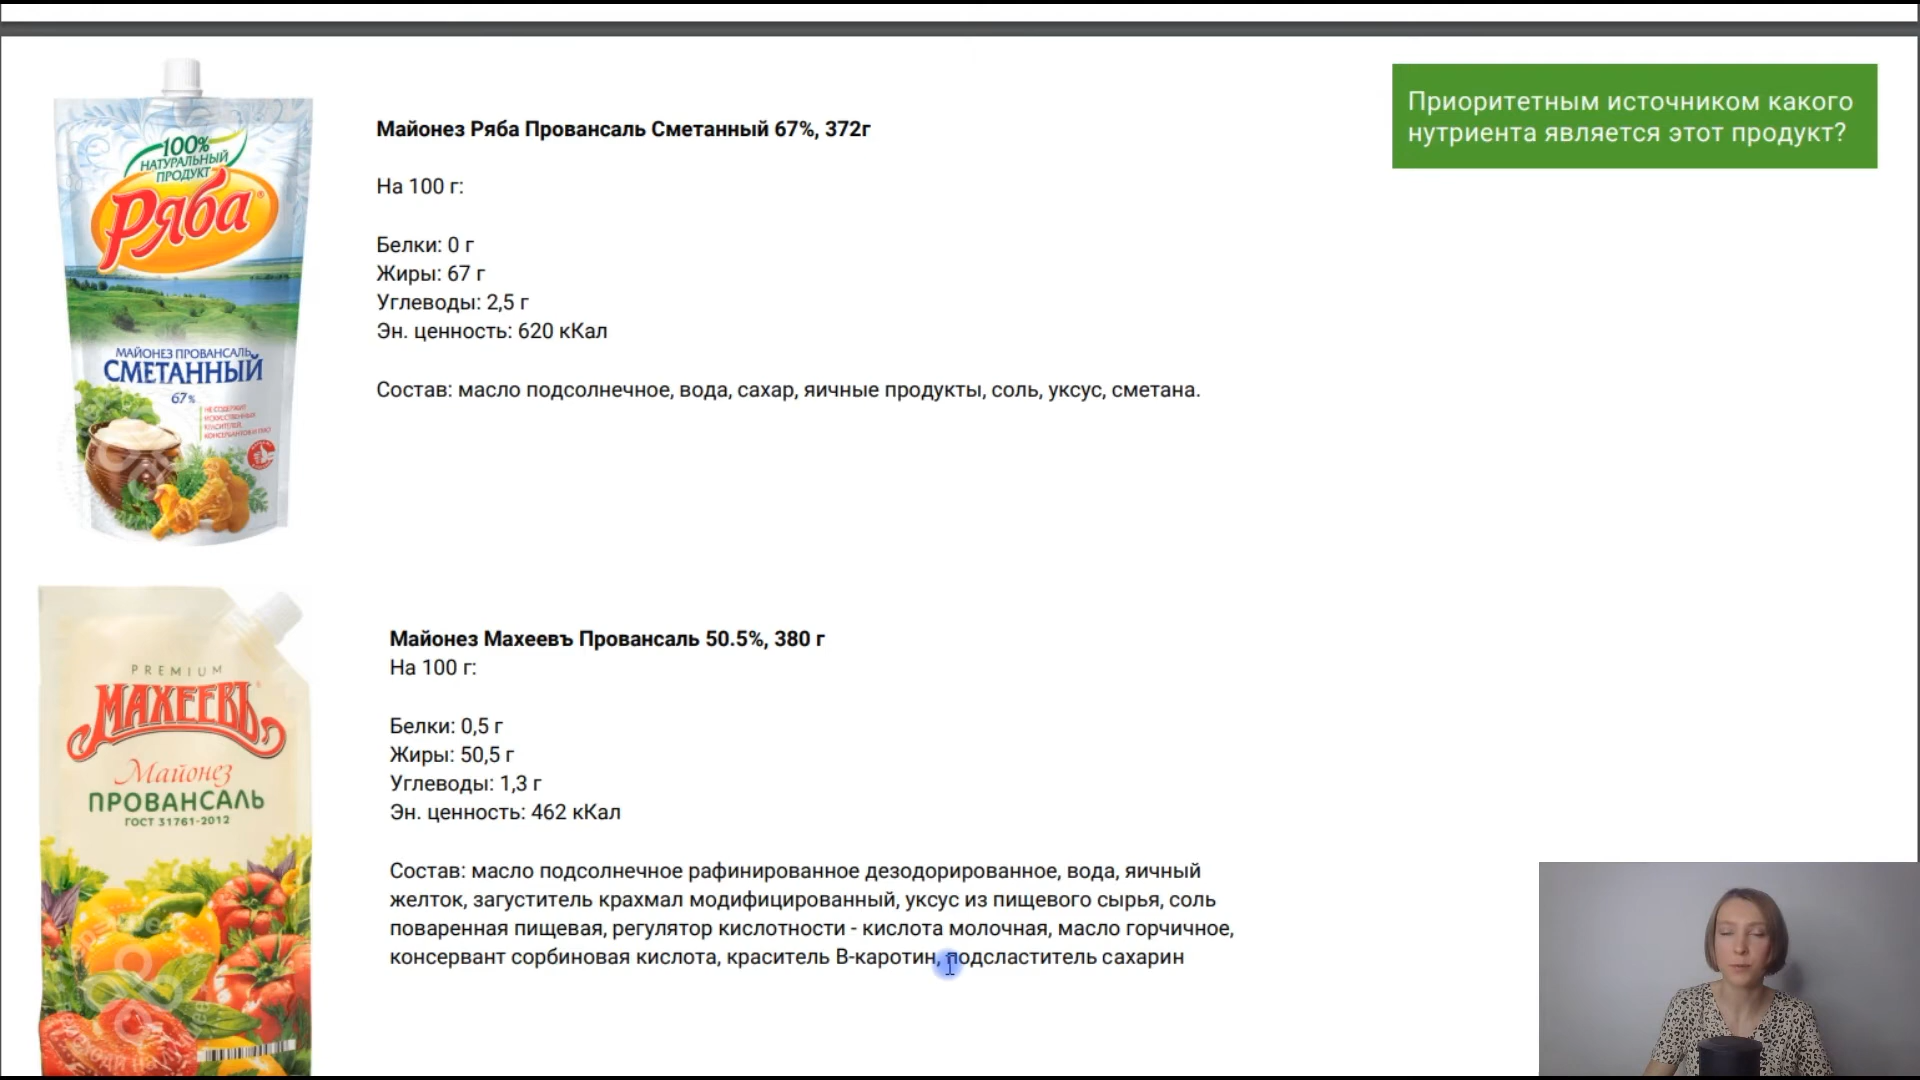 Приоритетным источником какого
нутриента является этот продукт?
Майонез Ряба Провансаль Сметанный 67%, 372г
На 100 г:
Белки: 0 г
Жиры: 67 г
Углеводы: 2,5 г
Эн. ценность: 620 кКал
Состав: масло подсолнечное, вода, сахар, яичные продукты, соль, уксус, сметана.
100%
НАТУРАЛЬНЫЙ
ПРОДУКТ
Ряба
МАЙОНЕЗ ПРОВАНСАЛЬ
СМЕТАННЫЙ
67%
Майонез Махеевъ Провансаль 50.5%, 380 г
На 100 г:
Белки: 0,5 г
Жиры: 50,5 г
Углеводы: 1,3 г
Эн. ценность: 462 кКал
Состав: масло подсолнечное рафинированное дезодорированное, вода, яичный
желток, загуститель крахмал модифицированный, уксус из пищевого сырья, соль
поваренная пищевая, регулятор кислотности - кислота молочная, масло горчичное,
консервант сорбиновая кислота, краситель В-каротин, подсластитель сахарин
PREMIUM
МАХЕЕВЪ
Майонез
ПРОВАНСАЛЬ
ГОСТ 31761-2012